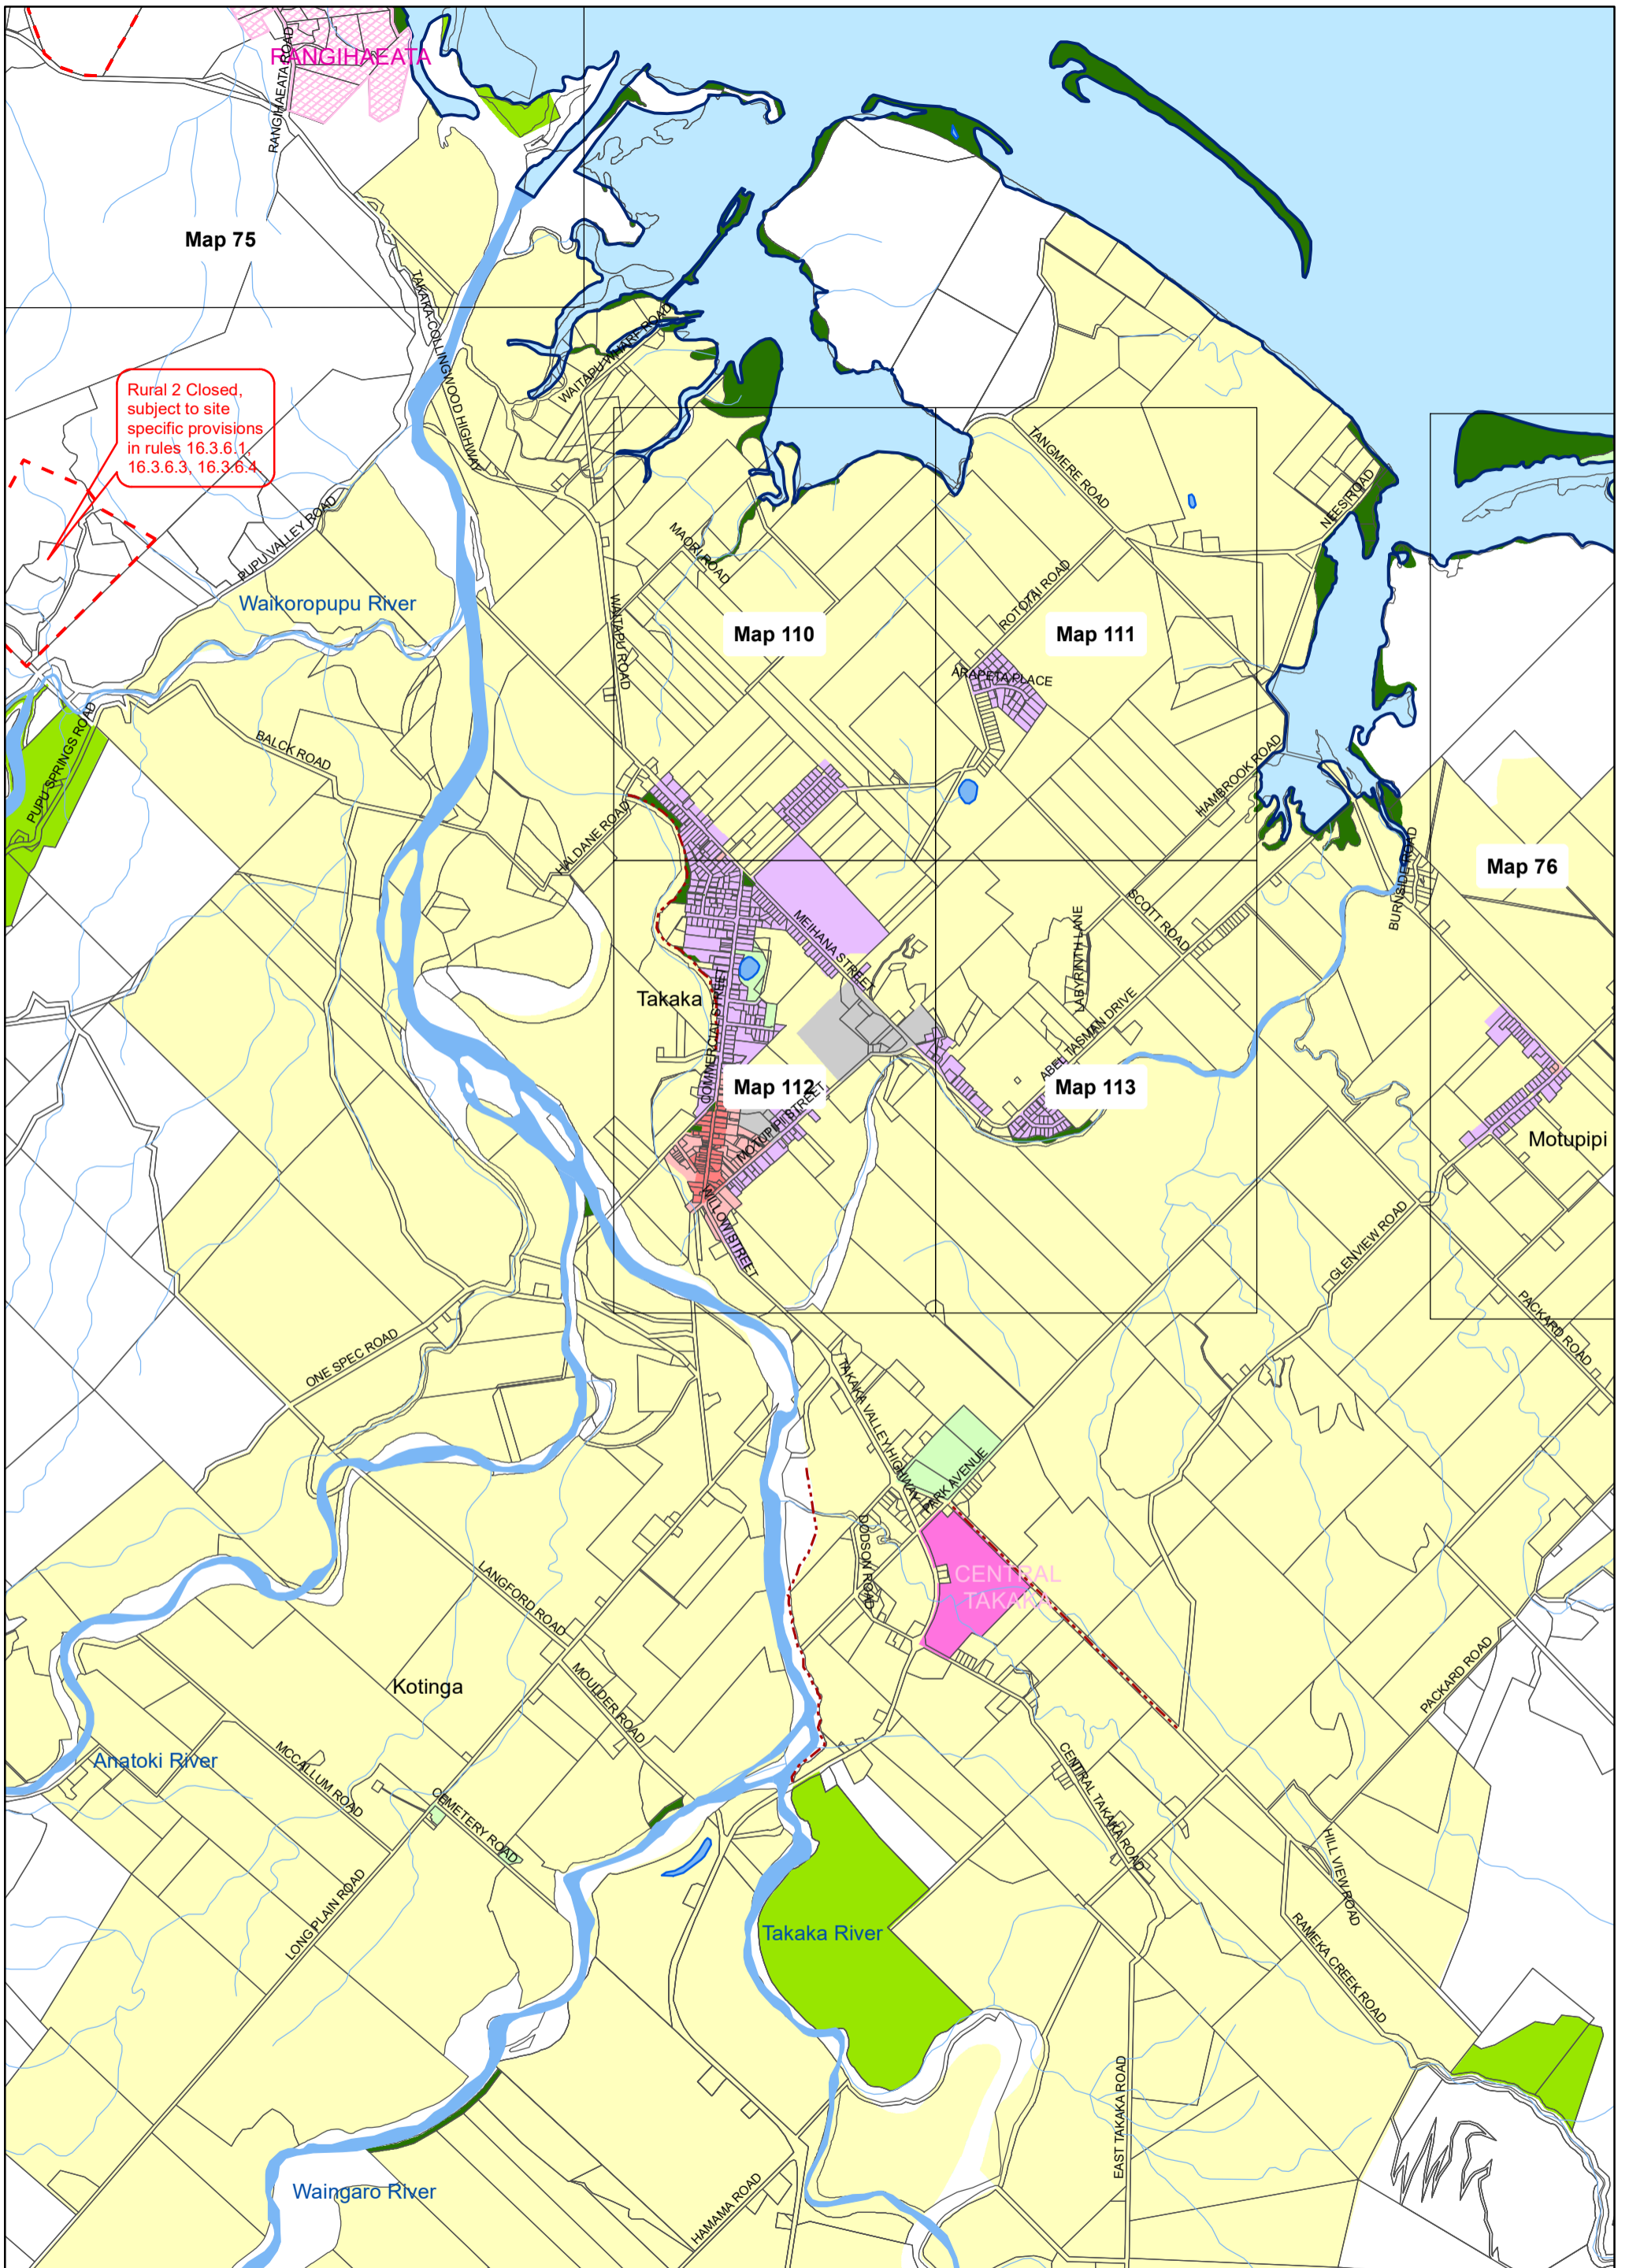 RANGIHAEATA
RANGIHAEATA ROAD
Map 75
TAKAKA-COLLINGWOOD HIGHWAY
WAITAPU WHARF ROAD
Rural 2 Closed,
subject to site
specific provisions
in rules 16.3.6.1,
16.3.6.3, 16.3.6.4
PUPU VALLEY ROAD
TANGMERE ROAD
NEES ROAD
MAORI ROAD
Waikoropupu River
WAITAPU ROAD
Map 110
ROTOTAI ROAD
Map 111
ARAPETA PLACE
PUPU SPRINGS ROAD
BALCK ROAD
HAMBROOK ROAD
HALDANE ROAD
BURNSIDE ROAD
Map 76
MEIHANA STREET
SCOTT ROAD
LABYRINTH LANE
Takaka
COMMERCIAL STREET
ABEL TASMAN DRIVE
Map 112
Map 113
MOTUPIPI STREET
Motupipi
WILLOW STREET
GLENVIEW ROAD
PACKARD ROAD
ONE SPEC ROAD
TAKAKA VALLEY HIGHWAY
PARK AVENUE
DODSON ROAD
CENTRAL
TAKAKA
LANGFORD ROAD
MOULDER ROAD
Kotinga
PACKARD ROAD
Anatoki River
MCCALLUM ROAD
CEMETERY ROAD
CENTRAL TAKAKA ROAD
HILL VIEW ROAD
LONG PLAIN ROAD
Takaka River
RAMEKA CREEK ROAD
EAST TAKAKA ROAD
Waingaro River
HAMAMA ROAD